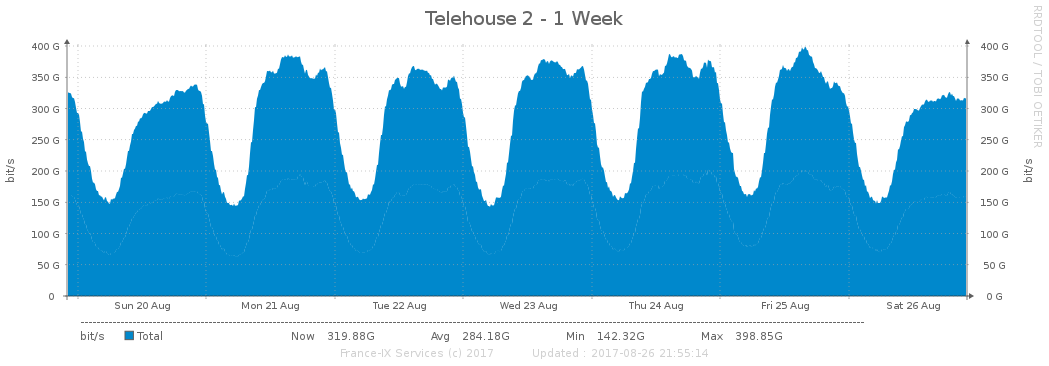 Telehouse 2 - 1 Week
RRDTOOL / TOBI OETIKER
400 G 400 G
350 G 350 G
300 G 300 G
250 G 250 G
200 G 200 G
150 G 150 G
100 G 100 G
50 G 50 G
0 0 G
bit/s bit/s
Sun 20 Aug Mon 21 Aug Tue 22 Aug Wed 23 Aug Thu 24 Aug Fri 25 Aug Sat 26 Aug
bit/s Total Now 319.88G Avg 284.18G Min 142.32G Max 398.85G
France-IX Services (c) 2017 Updated : 2017-08-26 21:55:14